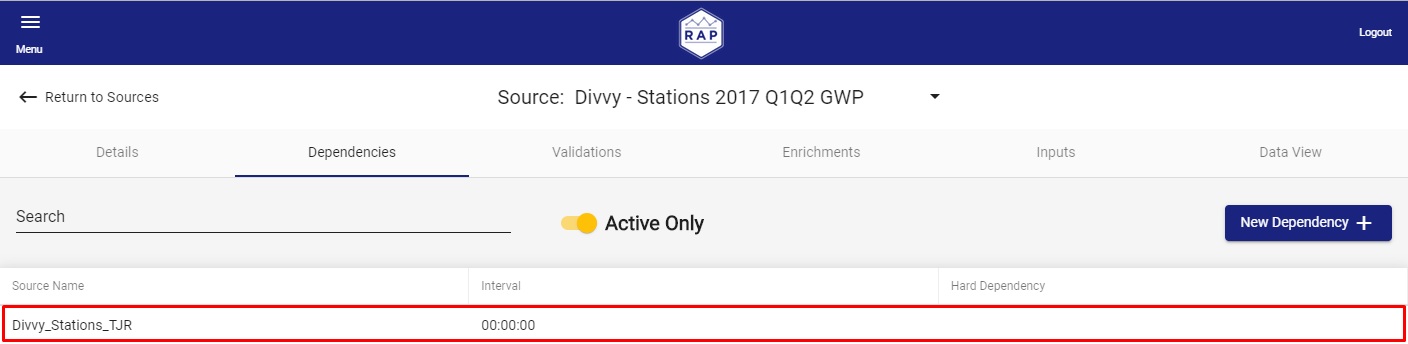 Menu
RAP
Logout
Return to Sources
Source: Divvy - Stations 2017 Q1Q2 GWP
Details Dependencies Validations Enrichments Inputs Data View
Search
Active Only
New Dependency
Source Name Interval Hard Dependency
Divvy_Stations_TJR 00:00:00